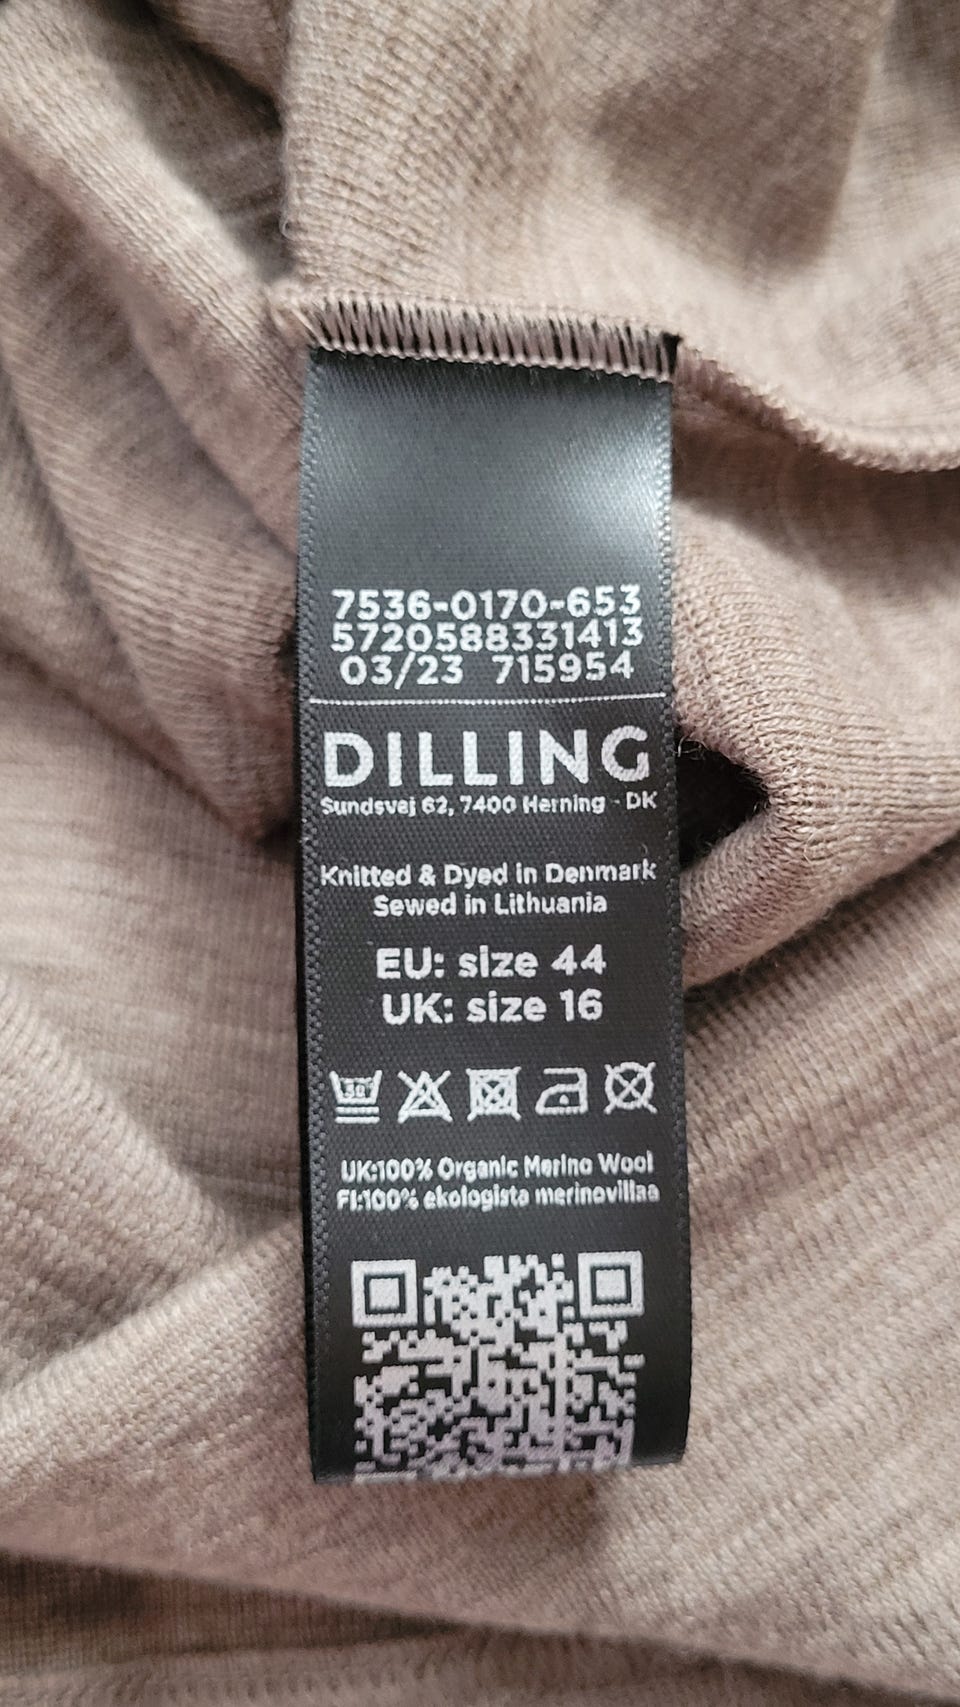 7536-0170-653
5720588331413
03/23 715954
DILLING
Sundsvej 62, 7400 Herning - DK
Knitted & Dyed in Denmark
Sewed in Lithuania
EU: size 44
UK: size 16
30°
UK:100% Organic Merino Wool
FI:100% ekologista merinovillaa